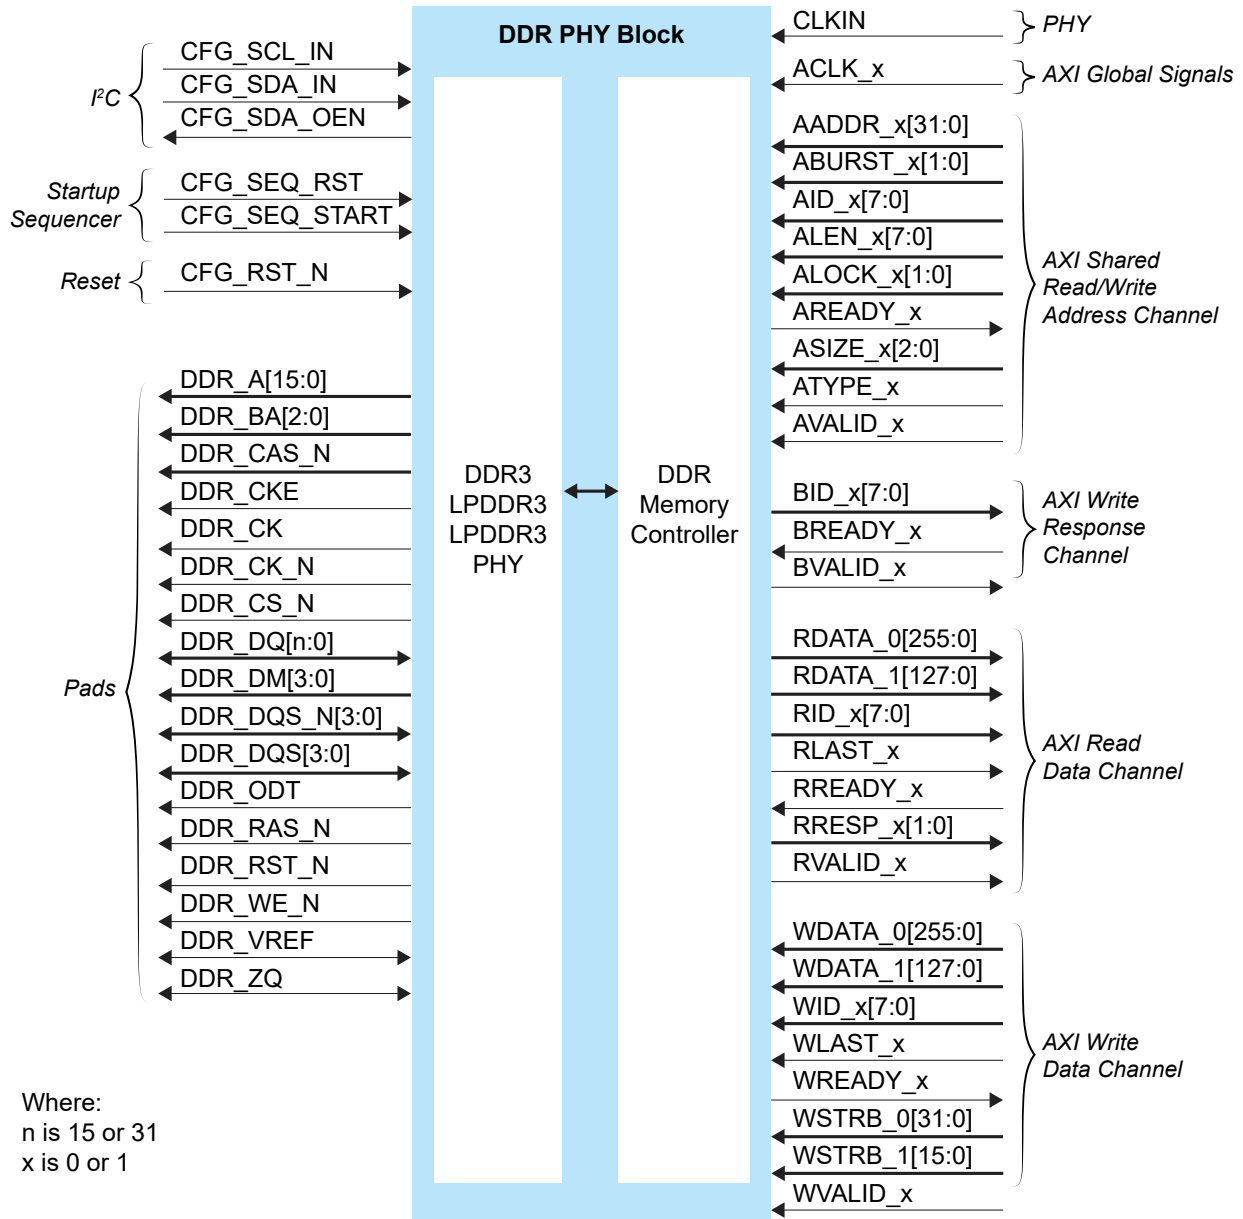 DDR PHY Block
I²C
CFG_SCL_IN
CFG_SDA_IN
CFG_SDA_OEN
Startup
Sequencer
CFG_SEQ_RST
CFG_SEQ_START
Reset
CFG_RST_N
Pads
DDR_A[15:0]
DDR_BA[2:0]
DDR_CAS_N
DDR_CKE
DDR_CK
DDR_CK_N
DDR_CS_N
DDR_DQ[n:0]
DDR_DM[3:0]
DDR_DQS_N[3:0]
DDR_DQS[3:0]
DDR_ODT
DDR_RAS_N
DDR_RST_N
DDR_WE_N
DDR_VREF
DDR_ZQ
Where:
n is 15 or 31
x is 0 or 1
DDR3
LPDDR3
LPDDR3
PHY
DDR
Memory
Controller
CLKIN
PHY
ACLK_x
AXI Global Signals
AADDR_x[31:0]
ABURST_x[1:0]
AID_x[7:0]
ALEN_x[7:0]
ALOCK_x[1:0]
AREADY_x
ASIZE_x[2:0]
ATYPE_x
AVALID_x
AXI Shared
Read/Write
Address Channel
BID_x[7:0]
BREADY_x
BVALID_x
AXI Write
Response
Channel
RDATA_0[255:0]
RDATA_1[127:0]
RID_x[7:0]
RLAST_x
RREADY_x
RRESP_x[1:0]
RVALID_x
AXI Read
Data Channel
WDATA_0[255:0]
WDATA_1[127:0]
WID_x[7:0]
WLAST_x
WREADY_x
WSTRB_0[31:0]
WSTRB_1[15:0]
WVALID_x
AXI Write
Data Channel